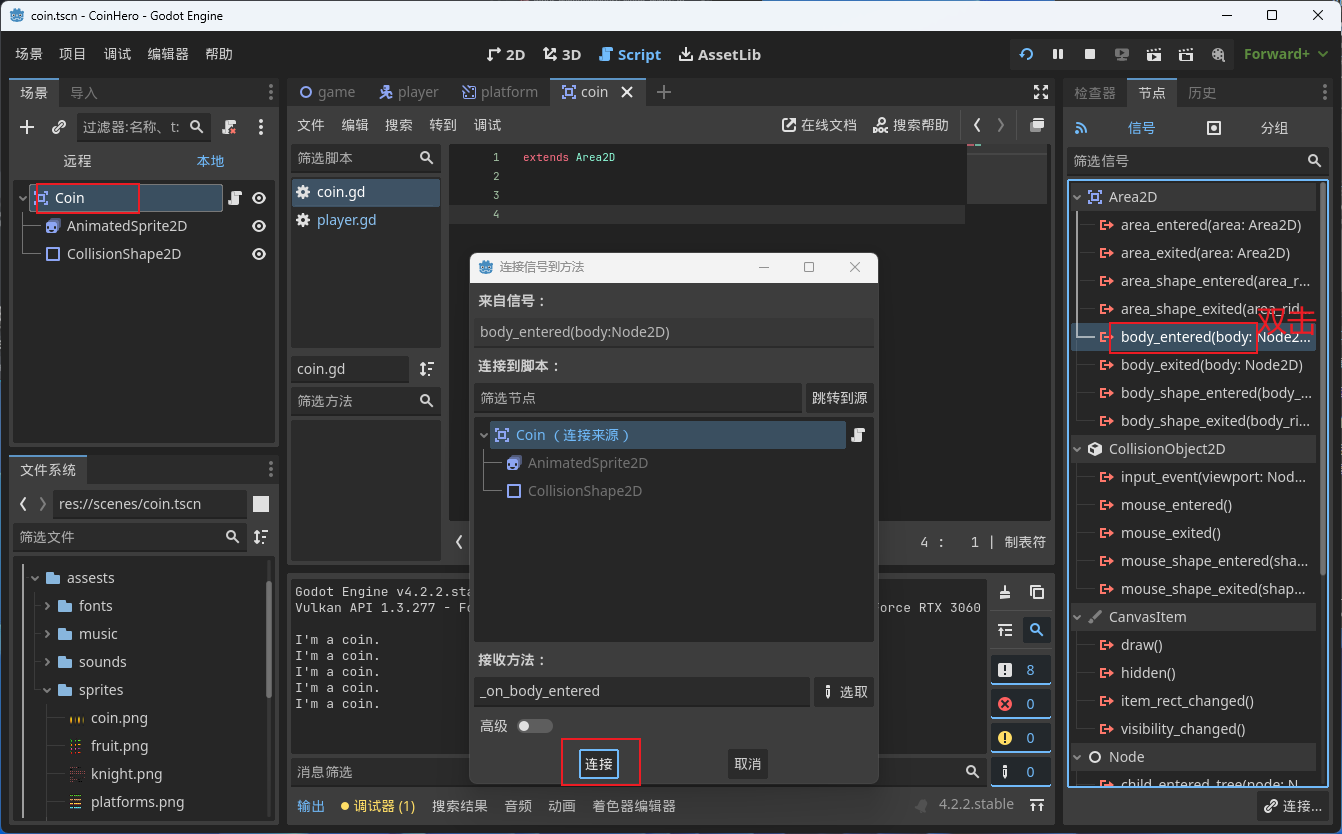 coin.tscn - CoinHero - Godot Engine
场景 项目 调试 编辑器 帮助
2D 3D Script AssetLib
Forward+
场景 导入
过滤器:名称、t:
远程 本地
Coin
AnimatedSprite2D
CollisionShape2D
文件系统
res://scenes/coin.tscn
筛选文件
assests
fonts
music
sounds
sprites
coin.png
fruit.png
knight.png
platforms.png
game player platform coin
文件 编辑 搜索 转到 调试
在线文档 搜索帮助
筛选脚本
coin.gd
player.gd
coin.gd
筛选方法
1 extends Area2D
2
3
4
4 : 1 | 制表符
Godot Engine v4.2.2.sta
Vulkan API 1.3.277 - Fo
force RTX 3060
I'm a coin.
I'm a coin.
I'm a coin.
I'm a coin.
I'm a coin.
消息筛选
8
0
0
0
输出 调试器 (1) 搜索结果 音频 动画 着色器编辑器
4.2.2.stable
连接信号到方法
来自信号：
body_entered(body:Node2D)
连接到脚本：
筛选节点
跳转到源
Coin （连接来源）
AnimatedSprite2D
CollisionShape2D
接收方法：
_on_body_entered
选取
高级
连接 取消
检查器 节点 历史
信号 分组
筛选信号
Area2D
area_entered(area: Area2D)
area_exited(area: Area2D)
area_shape_entered(area_r...
area_shape_exited(area_rid
双击
body_entered(body: Node2...
body_exited(body: Node2D)
body_shape_entered(body_...
body_shape_exited(body_ri...
CollisionObject2D
input_event(viewport: Nod...
mouse_entered()
mouse_exited()
mouse_shape_entered(sha...
mouse_shape_exited(shap...
CanvasItem
draw()
hidden()
item_rect_changed()
visibility_changed()
Node
child_entered_tree(node: N
连接...